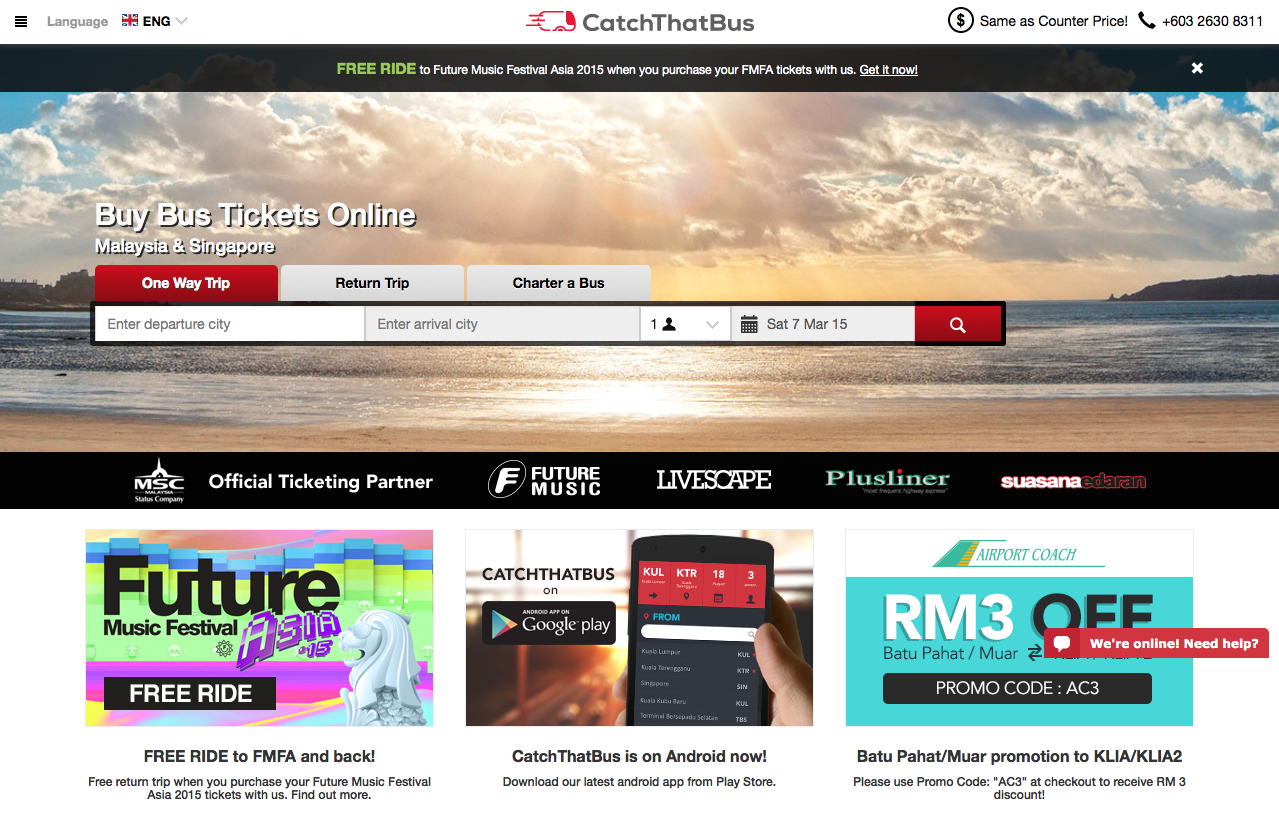 Language ENG
CatchThatBus
Same as Counter Price! +603 2630 8311
FREE RIDE to Future Music Festival Asia 2015 when you purchase your FMFA tickets with us. Get it now!
Buy Bus Tickets Online
Malaysia & Singapore
One Way Trip
Return Trip
Charter a Bus
Enter departure city
Enter arrival city
1
Sat 7 Mar 15
MSC
MALAYSIA
Status Company
Official Ticketing Partner
FUTURE
MUSIC
LIVESCAPE
Plusliner
"most frequent highway express"
suasanaedaran
Future
Music Festival
ASIA
.15
FREE RIDE
FREE RIDE to FMFA and back!
Free return trip when you purchase your Future Music Festival
Asia 2015 tickets with us. Find out more.
CATCHTHATBUS
on
ANDROID APP ON
Google play
KUL KTR 18 3
Kuala Lumpur Kuala Terengganu August
FROM
Kuala Lumpur KUL
Kuala Terengganu KTR
Singapore SIN
Kuala Kubu Baru KUL
Terminal Bersepadu Selatan TBS
CatchThatBus is on Android now!
Download our latest android app from Play Store.
AIRPORT COACH
RM3 OFF
Batu Pahat / Muar
We're online! Need help?
PROMO CODE : AC3
Batu Pahat/Muar promotion to KLIA/KLIA2
Please use Promo Code: "AC3" at checkout to receive RM 3
discount!